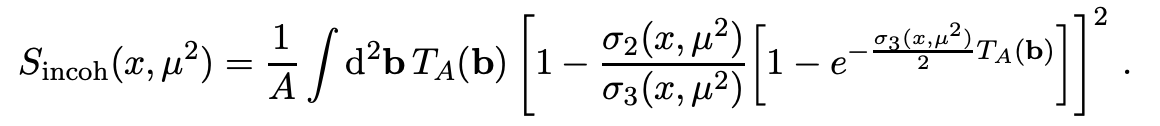 S_{\text{incoh}}(x, \mu^2) = \frac{1}{A} \int \mathrm{d}^2\mathbf{b}\, T_A(\mathbf{b}) \left[ 1 - \frac{\sigma_2(x, \mu^2)}{\sigma_3(x, \mu^2)} \left[ 1 - e^{-\frac{\sigma_3(x, \mu^2)}{2} T_A(\mathbf{b})} \right] \right]^2 .